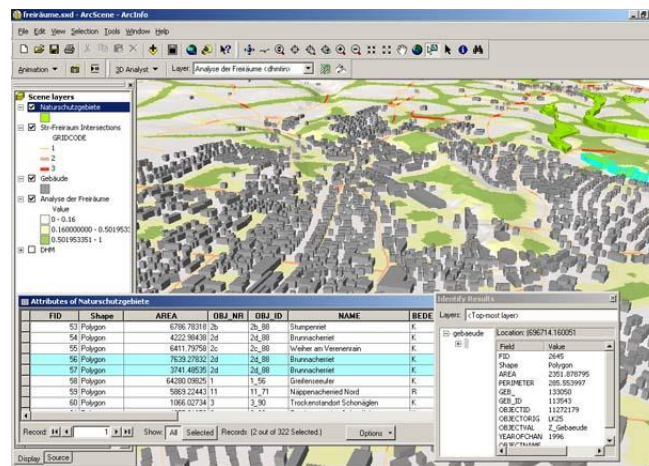 freiräume.sxd - ArcScene - ArcInfo
File Edit View Selection Tools Window Help
Animation 3D Analyst Layer: Analyse der Freiräume <dhmtin>
Scene layers
Naturschutzgebiete
Str-Freiraum Intersections
GRIDCODE
1
2
3
Gebäude
Analyse der Freiräume
Value
0 - 0.16
0.160000000 - 0.5019533
0.501953351 - 1
DHM
Attributes of Naturschutzgebiete
FID Shape AREA OBJ_NR OBJ_ID NAME BEDE
53 Polygon 6786.78318 2b 2b_88 Stumpenriet K
54 Polygon 4222.98438 2d 2d_88 Brunnacherriet K
55 Polygon 6411.79758 2c 2c_88 Weiher am Verenenrain K
56 Polygon 7639.27832 2d 2d_88 Brunnacherriet K
57 Polygon 3741.48535 2d 2d_88 Brunnacherriet K
58 Polygon 64280.09825 1 1_56 Greifenseeufer K
59 Polygon 5869.22443 11 11_71 Näppenacheried Nord R
60 Polygon 1066.02734 3 3_90 Trockenstandort Schönäglen K
Record: 1 Show: All Selected Records (2 out of 322 Selected.) Options
Display Source
Identify Results
Layers: <Top-most layer>
gebaeude
Location: (696714.160051
Field Value
FID 2645
Shape Polygon
AREA 2351.878795
PERIMETER 285.553997
GEB_ 133050
GEB_ID 113543
OBJECTID 11272179
OBJECTORIG LK25
OBJECTVAL Z_Gebaeude
YEAROFCHAN 1996